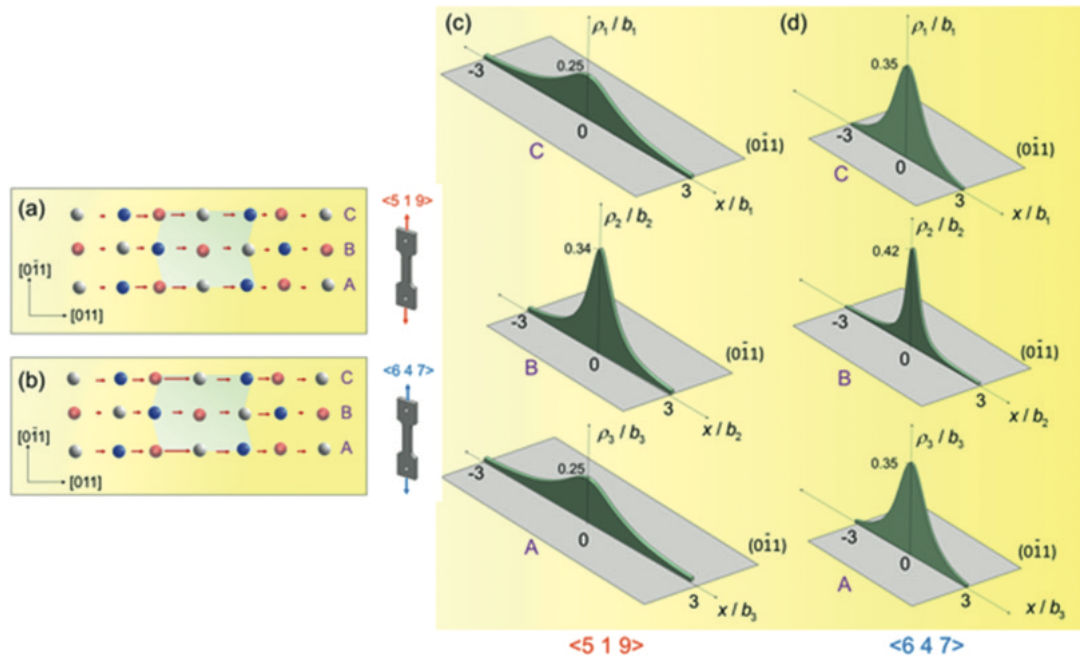 (a)
C
B
A
[01̄1]
[011]
<5 1 9>
(b)
C
B
A
[01̄1]
[011]
<6 4 7>
(c)
ρ₁ / b₁
0.25
-3
0
3
C
(01̄1)
x / b₁
ρ₂ / b₂
0.34
-3
0
3
B
(01̄1)
x / b₂
ρ₃ / b₃
0.25
-3
0
3
A
(01̄1)
x / b₃
<5 1 9>
(d)
ρ₁ / b₁
0.35
-3
0
3
C
(01̄1)
x / b₁
ρ₂ / b₂
0.42
-3
0
3
B
(01̄1)
x / b₂
ρ₃ / b₃
0.35
-3
0
3
A
(01̄1)
x / b₃
<6 4 7>